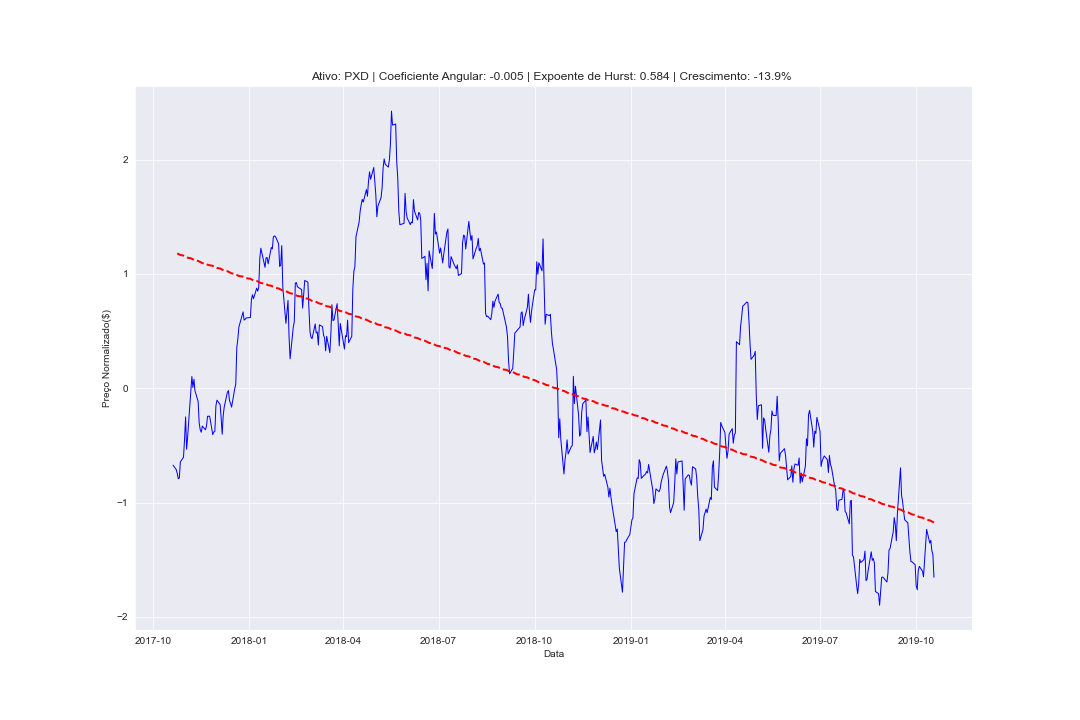 Ativo: PXD | Coeficiente Angular: -0.005 | Expoente de Hurst: 0.584 | Crescimento: -13.9%
Preço Normalizado($)
2
1
0
−1
−2
2017-10 2018-01 2018-04 2018-07 2018-10 2019-01 2019-04 2019-07 2019-10
Data